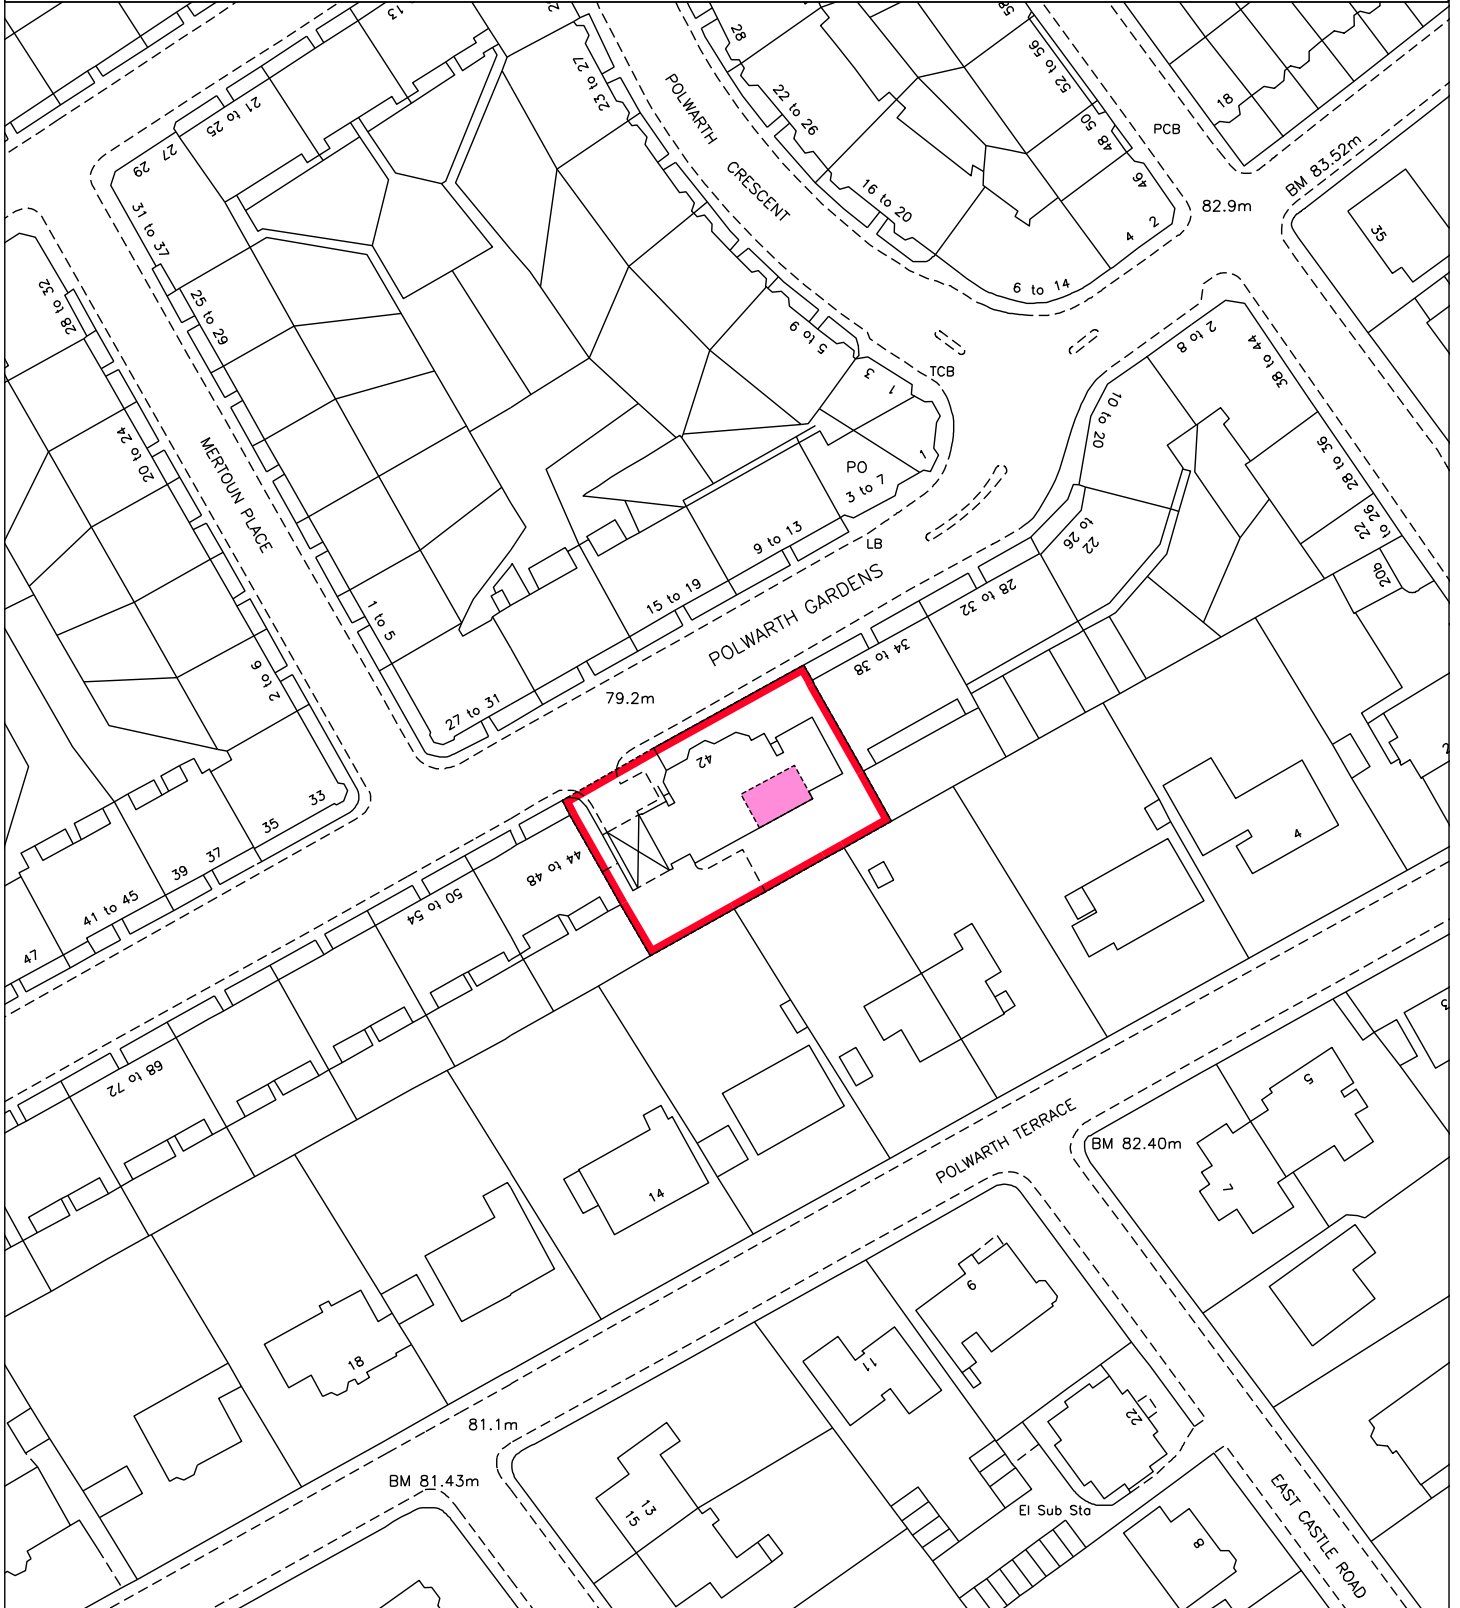 13
2
28
58
52 to 56
18
23 to 27
POLWARTH
CRESCENT
21 to 25
22 to 26
50
48
PCB
BM 83.52m
27
29
46
31 to 37
16 to 20
82.9m
2
4
35
6 to 14
28 to 32
25 to 29
5 to 9
2 to 8
38 to 44
TCB
3
1
10 to 20
20 to 24
MERTOUN PLACE
1
PO
3 to 7
28 to 36
9 to 13
LB
22
to 26
22
to 26
20b
15 to 19
POLWARTH GARDENS
28 to 32
1 to 5
34 to 38
2 to 6
79.2m
27 to 31
42
2
33
35
4
37
39
44 to 48
50 to 54
41 to 45
47
68 to 72
3
5
POLWARTH TERRACE
BM 82.40m
14
7
6
18
11
22
81.1m
BM 81.43m
13
15
El Sub Sta
8
EAST CASTLE ROAD